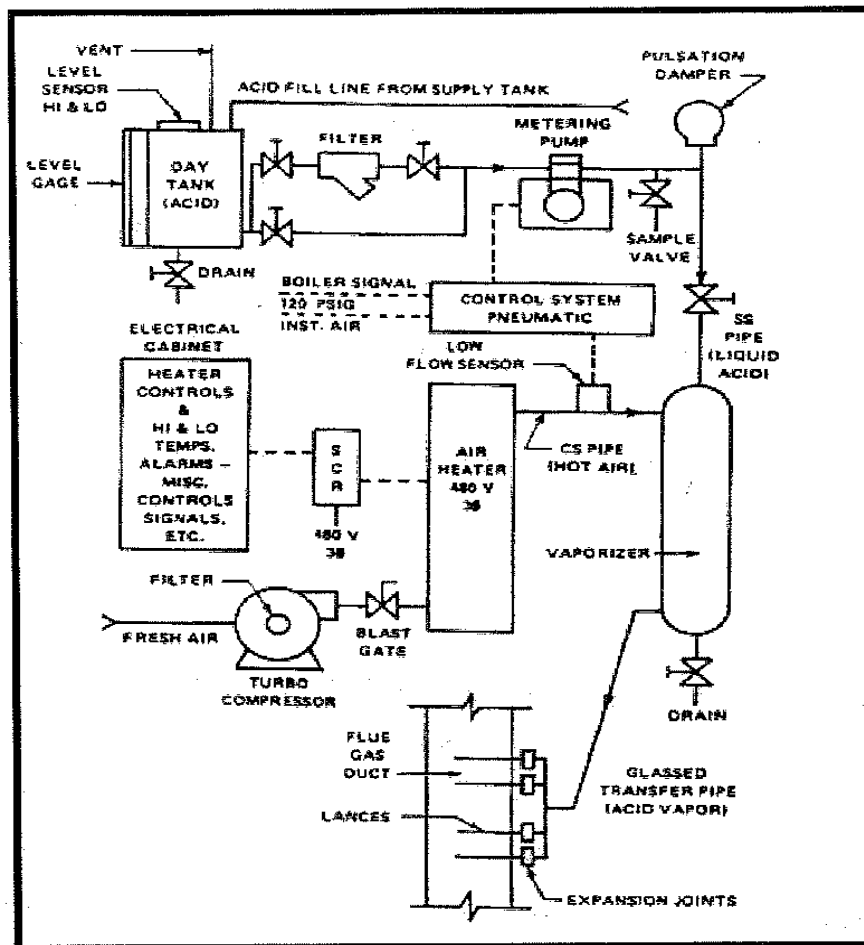 VENT
LEVEL
SENSOR
HI & LO
ACID FILL LINE FROM SUPPLY TANK
PULSATION
DAMPER
FILTER
METERING
PUMP
LEVEL
GAGE
DAY
TANK
(ACID)
DRAIN
SAMPLE
VALVE
BOILER SIGNAL
120 PSIG
INST. AIR
CONTROL SYSTEM
PNEUMATIC
SS
PIPE
(LIQUID
ACID)
ELECTRICAL
CABINET
LOW
FLOW SENSOR
HEATER
CONTROLS
&
HI & LO
TEMPS,
ALARMS –
MISC.
CONTROLS
SIGNALS,
ETC.
SCR
AIR
HEATER
480 V
CS PIPE
(HOT AIR)
VAPORIZER
FILTER
FRESH AIR
BLAST
GATE
TURBO
COMPRESSOR
DRAIN
FLUE
GAS
DUCT
GLASSED
TRANSFER PIPE
(ACID VAPOR)
LANCES
EXPANSION JOINTS